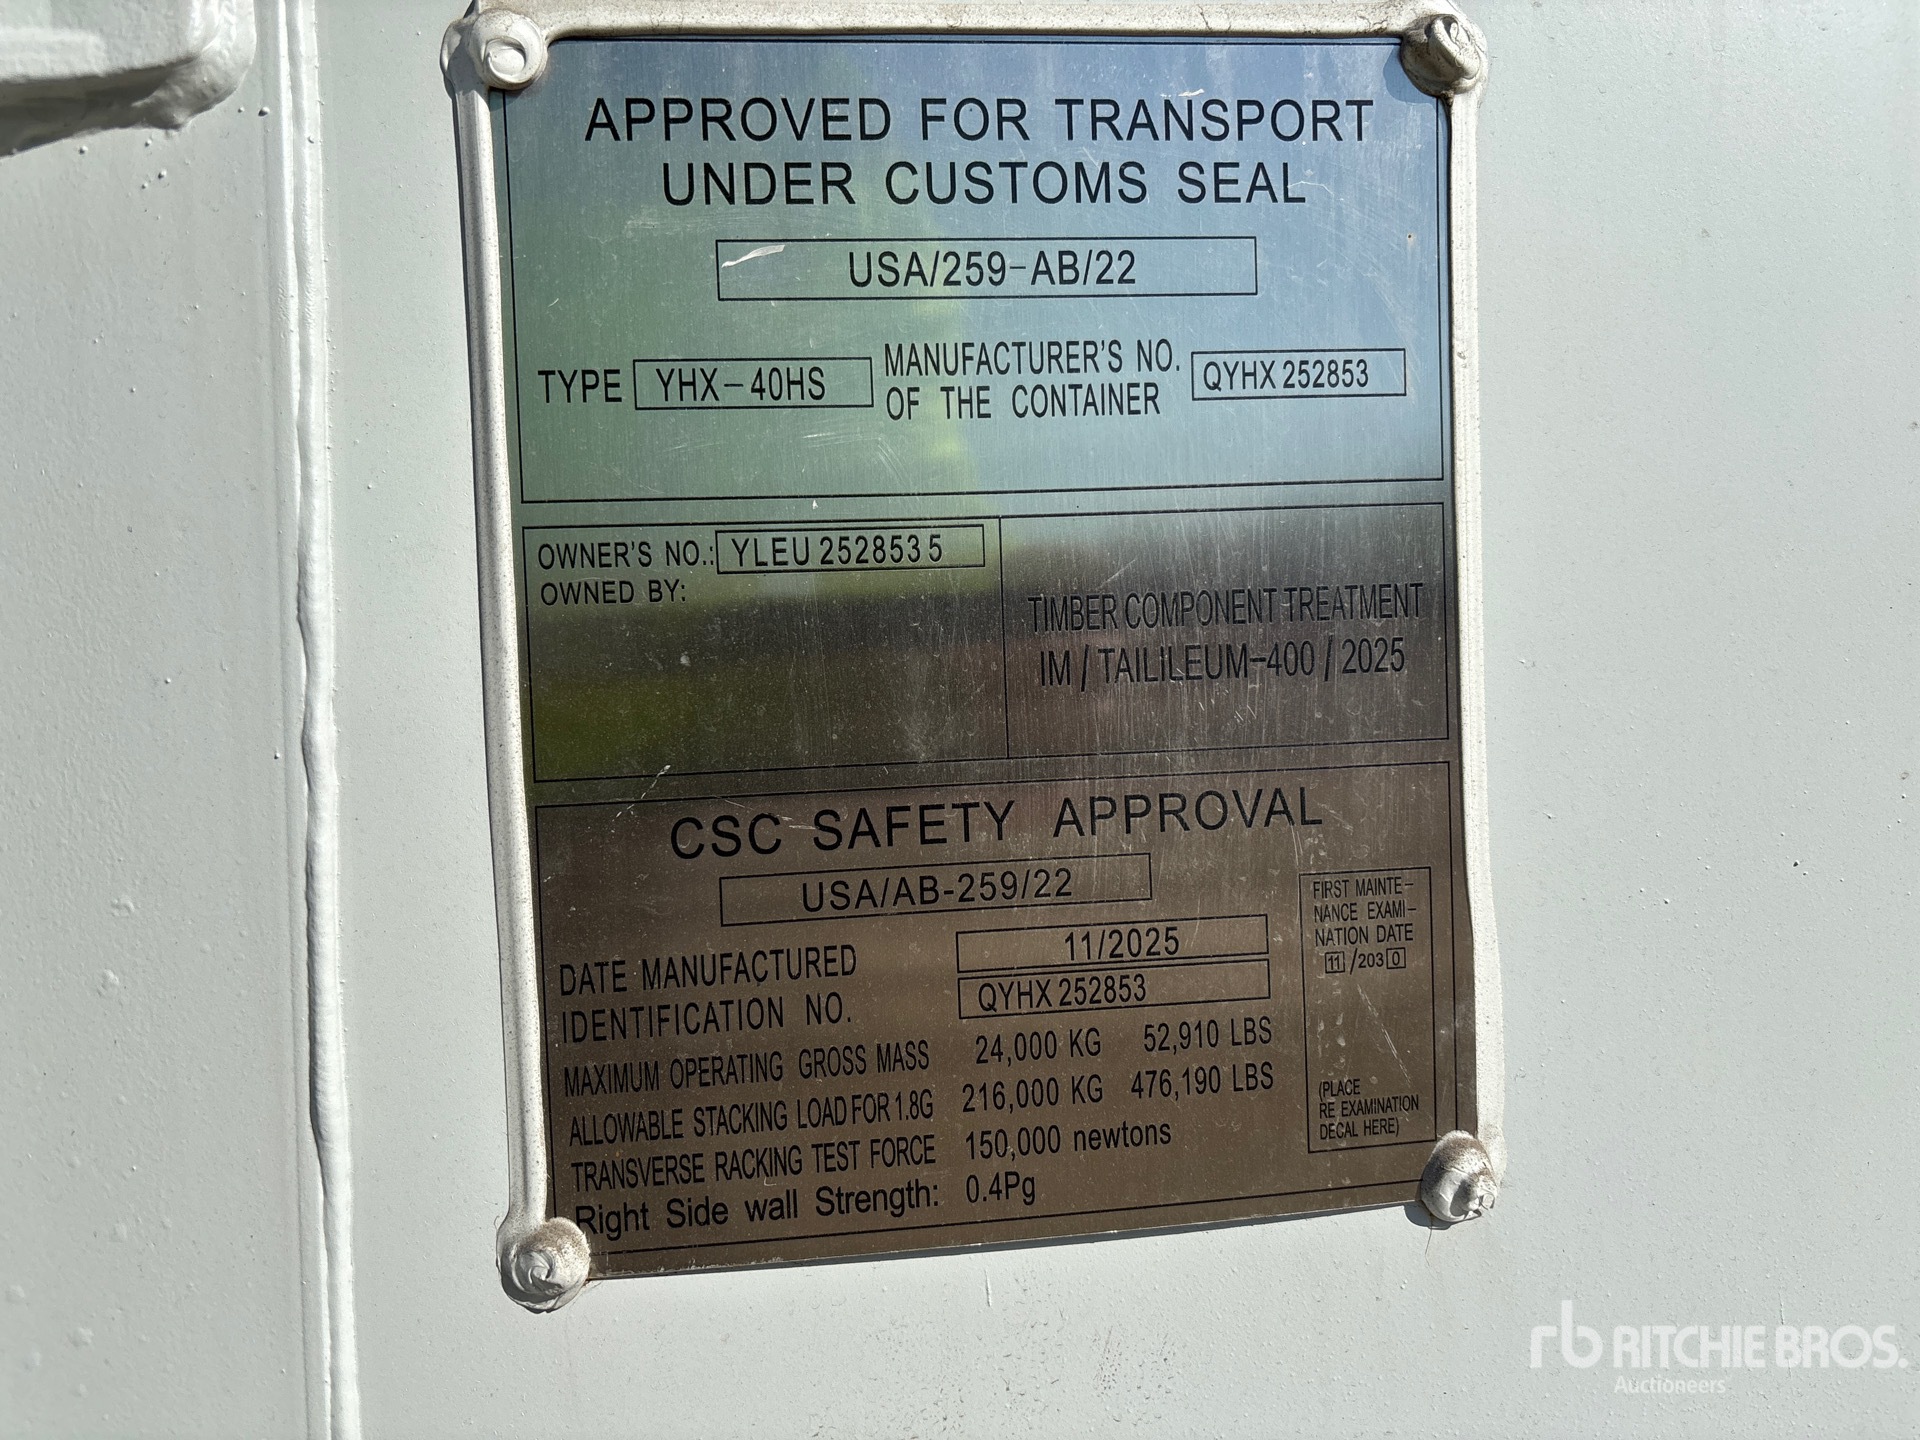 APPROVED FOR TRANSPORT
UNDER CUSTOMS SEAL
USA/259-AB/22
TYPE YHX-40HS MANUFACTURER'S NO. OF THE CONTAINER QYHX 252853
OWNER'S NO.: YLEU 2528535
OWNED BY:
TIMBER COMPONENT TREATMENT
IM / TAILILEUM-400 / 2025
CSC SAFETY APPROVAL
USA/AB-259/22
DATE MANUFACTURED 11/2025
IDENTIFICATION NO. QYHX 252853
MAXIMUM OPERATING GROSS MASS 24,000 KG 52,910 LBS
ALLOWABLE STACKING LOAD FOR 1.8G 216,000 KG 476,190 LBS
TRANSVERSE RACKING TEST FORCE 150,000 newtons
Right Side wall Strength: 0.4Pg
FIRST MAINTE-
NANCE EXAMI-
NATION DATE
11/2030
(PLACE
RE EXAMINATION
DECAL HERE)
rb RITCHIE BROS.
Auctioneers